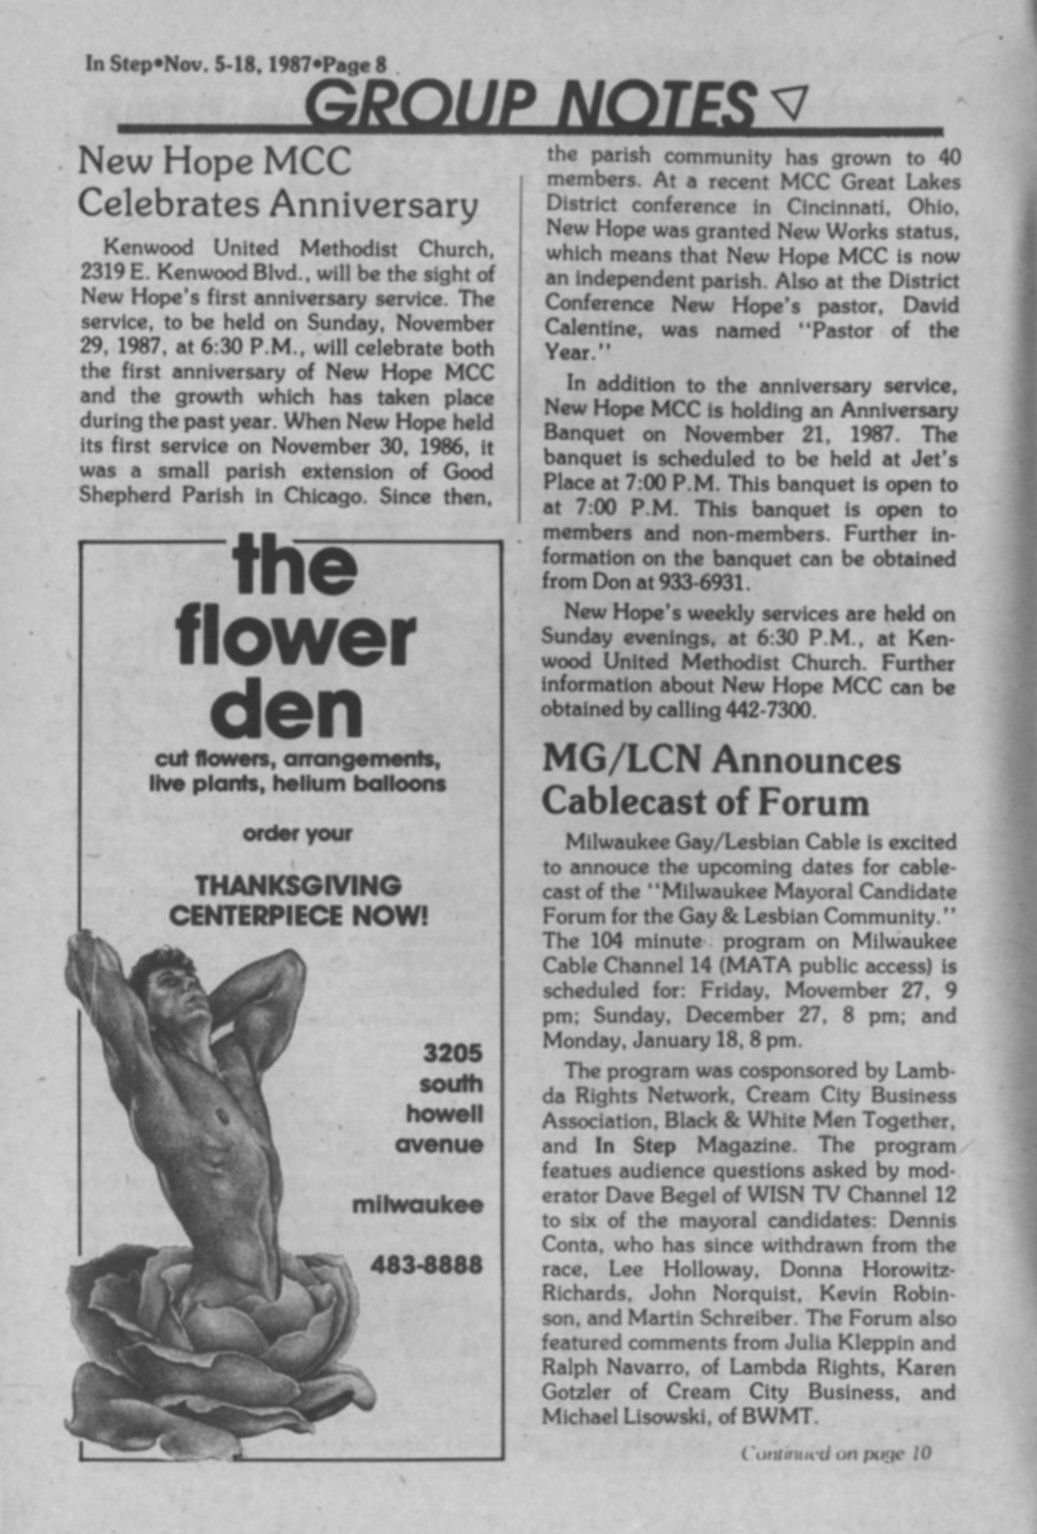 In Step•Nov. 5-18, 1987•Page 8
GROUP NOTES
New Hope MCC
Celebrates Anniversary
Kenwood United Methodist Church,
2319 E. Kenwood Blvd., will be the sight of
New Hope's first anniversary service. The
service, to be held on Sunday, November
29, 1987, at 6:30 P.M., will celebrate both
the first anniversary of New Hope MCC
and the growth which has taken place
during the past year. When New Hope held
its first service on November 30, 1986, it
was a small parish extension of Good
Shepherd Parish in Chicago. Since then,
the parish community has grown to 40
members. At a recent MCC Great Lakes
District conference in Cincinnati, Ohio,
New Hope was granted New Works status,
which means that New Hope MCC is now
an independent parish. Also at the District
Conference New Hope's pastor, David
Calentine, was named "Pastor of the
Year."
In addition to the anniversary service,
New Hope MCC is holding an Anniversary
Banquet on November 21, 1987. The
banquet is scheduled to be held at Jet's
Place at 7:00 P.M. This banquet is open to
at 7:00 P.M. This banquet is open to
members and non-members. Further in-
formation on the banquet can be obtained
from Don at 933-6931.
New Hope's weekly services are held on
Sunday evenings, at 6:30 P.M., at Ken-
wood United Methodist Church. Further
information about New Hope MCC can be
obtained by calling 442-7300.
MG/LCN Announces
Cablecast of Forum
Milwaukee Gay/Lesbian Cable is excited
to annouce the upcoming dates for cable-
cast of the "Milwaukee Mayoral Candidate
Forum for the Gay & Lesbian Community."
The 104 minute program on Milwaukee
Cable Channel 14 (MATA public access) is
scheduled for: Friday, Movember 27, 9
pm; Sunday, December 27, 8 pm; and
Monday, January 18, 8 pm.
The program was cosponsored by Lamb-
da Rights Network, Cream City Business
Association, Black & White Men Together,
and In Step Magazine. The program
featues audience questions asked by mod-
erator Dave Begel of WISN TV Channel 12
to six of the mayoral candidates: Dennis
Conta, who has since withdrawn from the
race, Lee Holloway, Donna Horowitz-
Richards, John Norquist, Kevin Robin-
son, and Martin Schreiber. The Forum also
featured comments from Julia Kleppin and
Ralph Navarro, of Lambda Rights, Karen
Gotzler of Cream City Business, and
Michael Lisowski, of BWMT.
Continued on page 10
the
flower
den
cut flowers, arrangements,
live plants, helium balloons
order your
THANKSGIVING
CENTERPIECE NOW!
3205
south
howell
avenue
milwaukee
483-8888